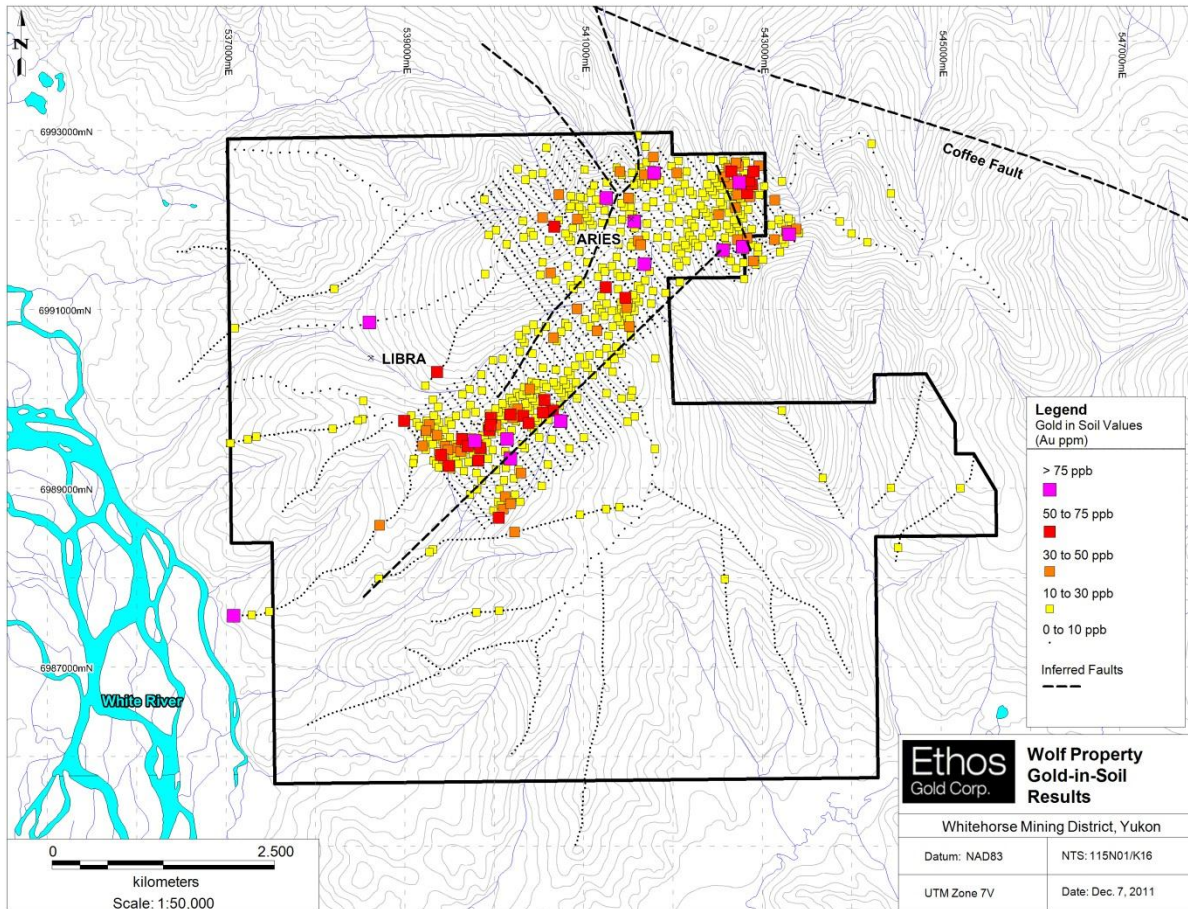 N
537000mE
539000mE
541000mE
543000mE
545000mE
547000mE
6993000mN
Coffee Fault
ARIES
6991000mN
LIBRA
6989000mN
6987000mN
White River
Legend
Gold in Soil Values
(Au ppm)
> 75 ppb
50 to 75 ppb
30 to 50 ppb
10 to 30 ppb
0 to 10 ppb
Inferred Faults
Ethos
Gold Corp.
Wolf Property
Gold-in-Soil
Results
Whitehorse Mining District, Yukon
Datum: NAD83
NTS: 115N01/K16
UTM Zone 7V
Date: Dec. 7, 2011
0 2.500
kilometers
Scale: 1:50,000